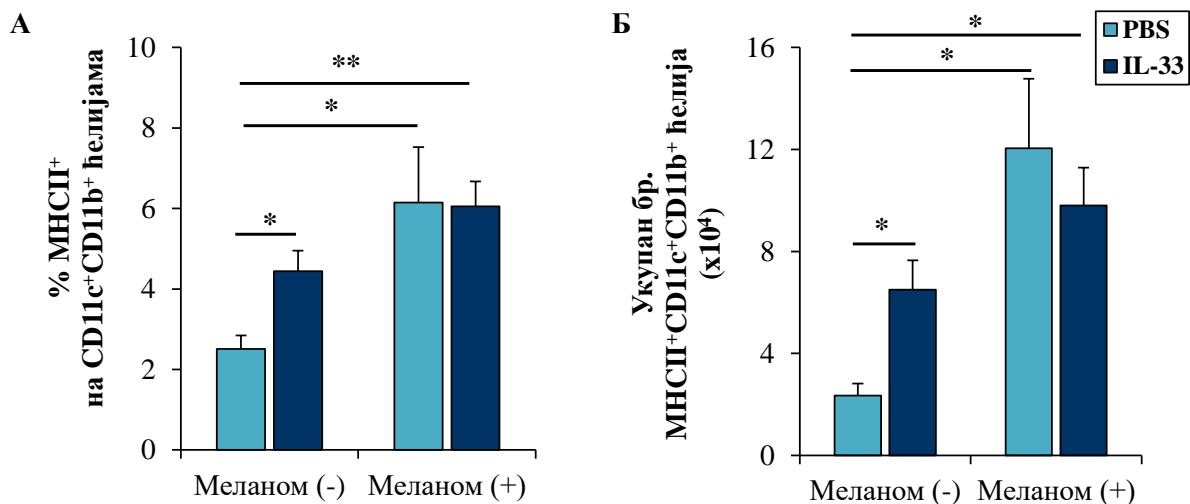 А
10
8
6
4
2
0
% МНСII⁺
на CD11c⁺CD11b⁺ ћелијама
**
*
*
Меланом (-)
Меланом (+)
Б
16
12
8
4
0
Укупан бр.
МНСII⁺CD11c⁺CD11b⁺ ћелија
(x10⁴)
*
*
*
Меланом (-)
Меланом (+)
PBS
IL-33